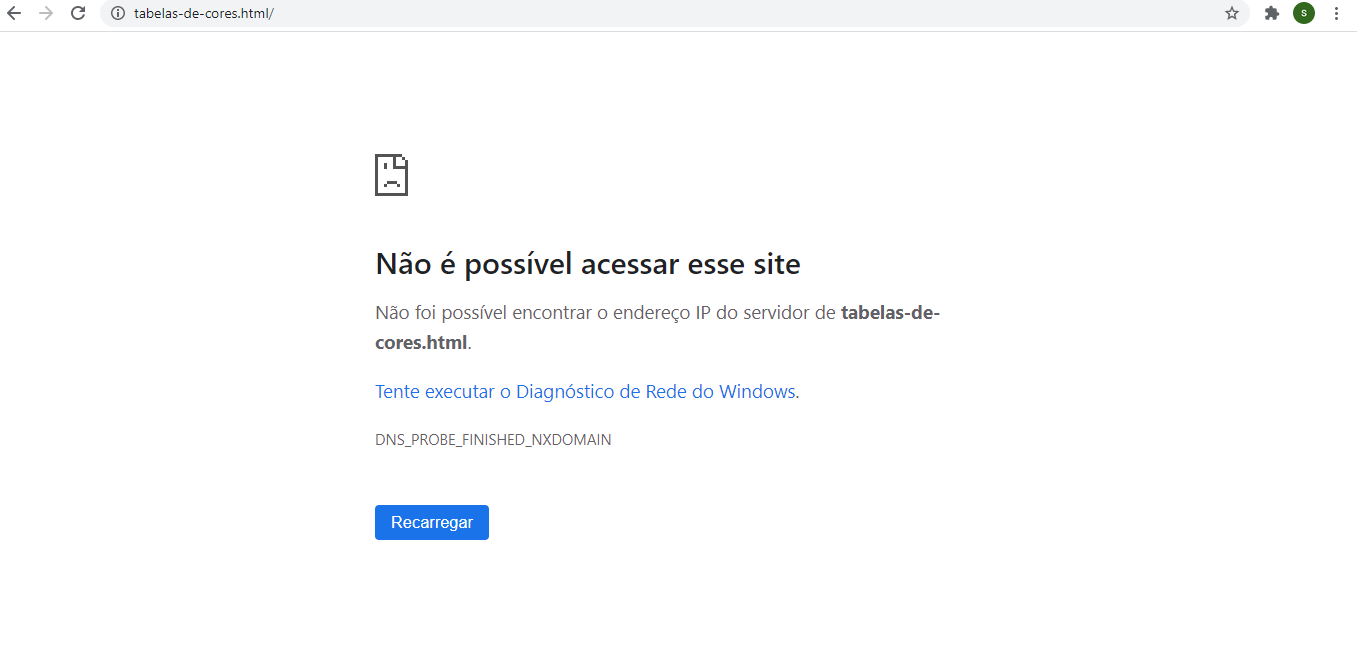 tabelas-de-cores.html/
S
Não é possível acessar esse site
Não foi possível encontrar o endereço IP do servidor de tabelas-de-
cores.html.
Tente executar o Diagnóstico de Rede do Windows.
DNS_PROBE_FINISHED_NXDOMAIN
Recarregar